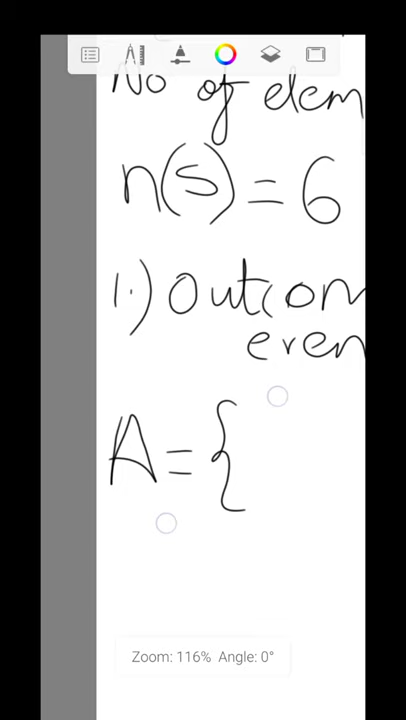 No of elem
n(s) = 6
1.) Outcom
even
A = {
Zoom: 116% Angle: 0°